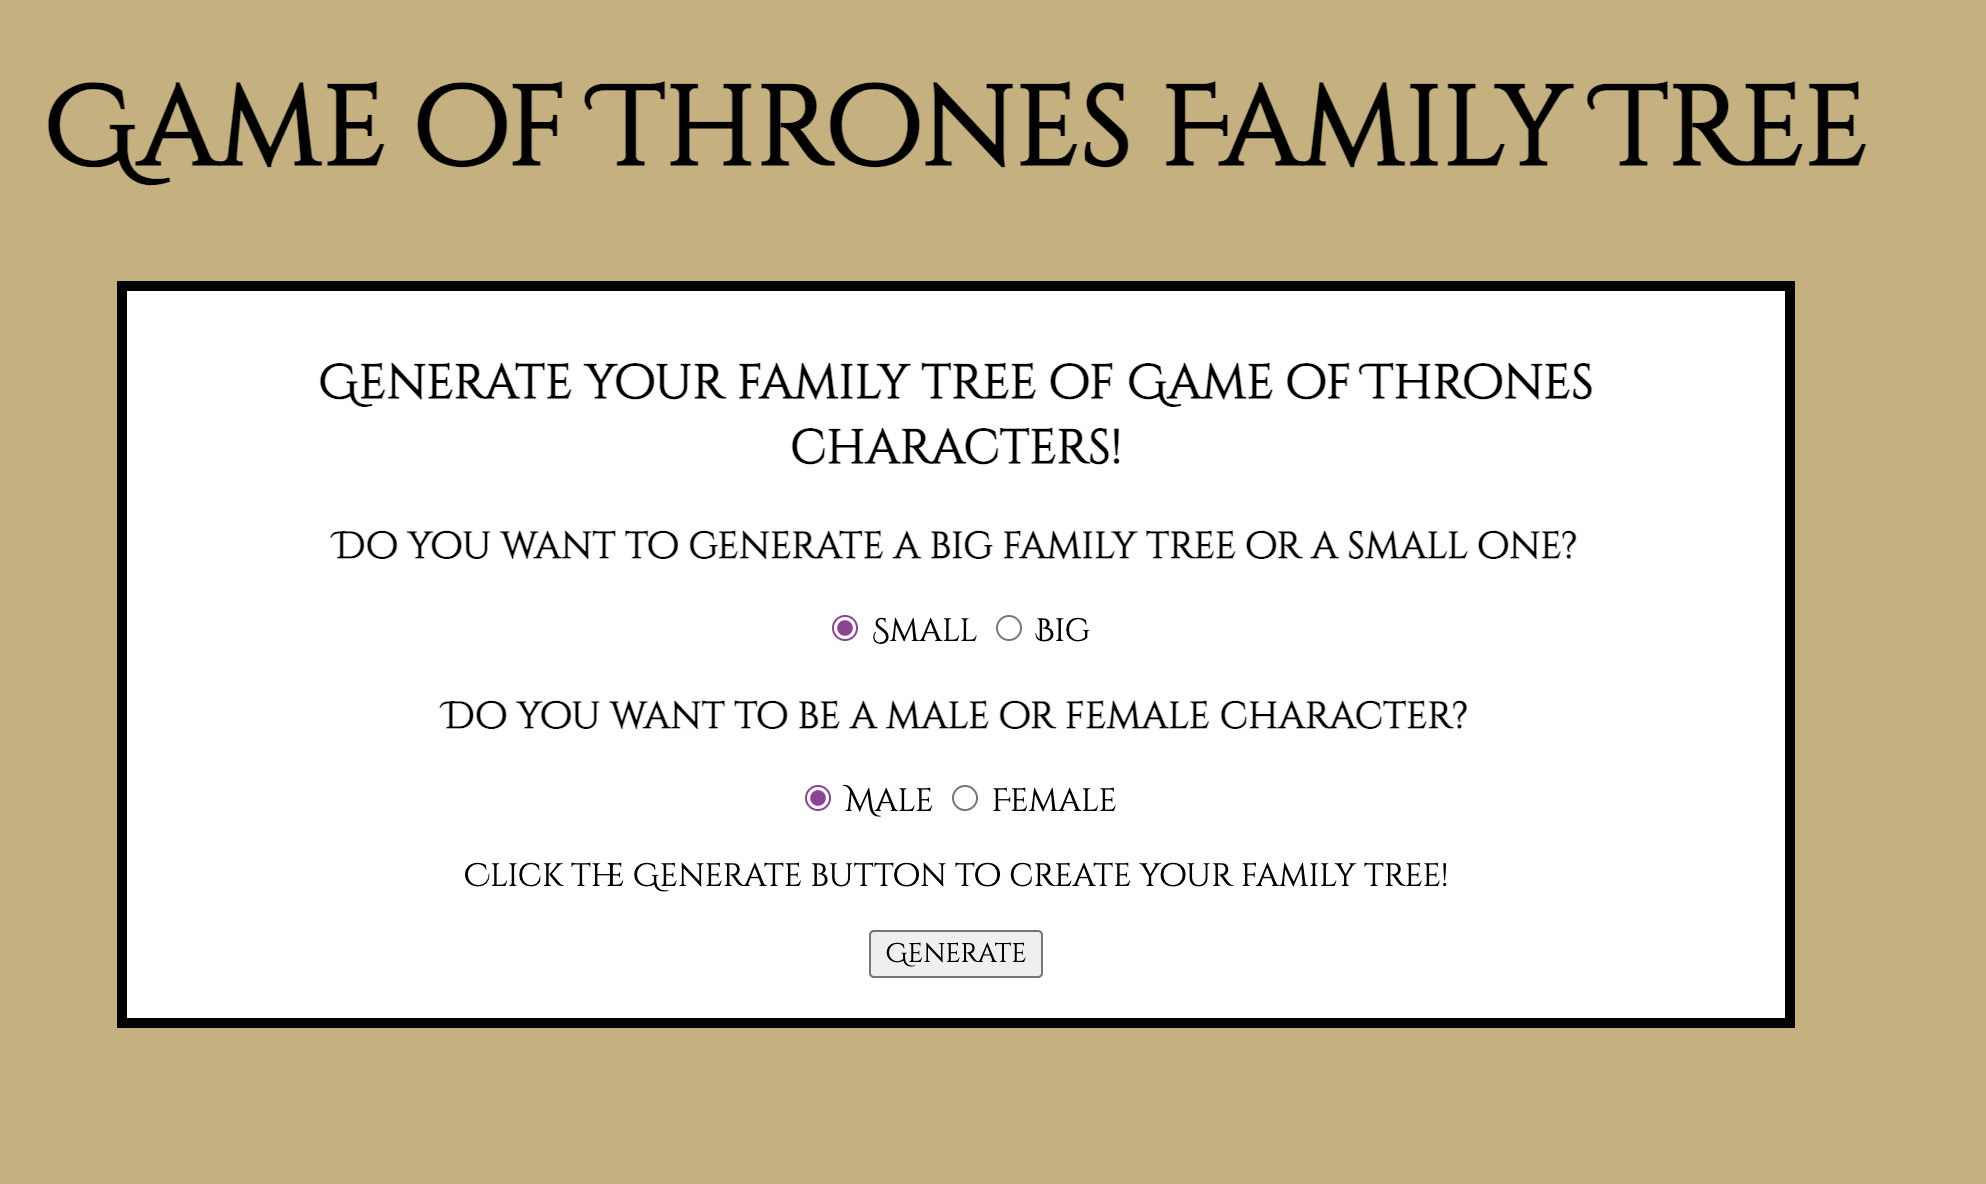 Game of Thrones Family Tree
Generate your family Tree of Game of Thrones
characters!
Do you want to generate a big family tree or a small one?
Small Big
Do you want to be a male or female character?
Male Female
Click the Generate button to create your family tree!
Generate